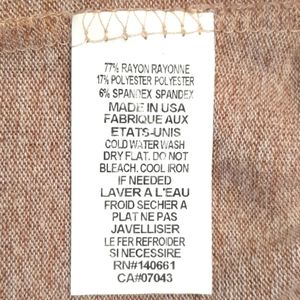 77% RAYON RAYONNE
17% POLYESTER POLYESTER
6% SPANDEX SPANDEX
MADE IN USA
FABRIQUE AUX
ETATS-UNIS
COLD WATER WASH
DRY FLAT. DO NOT
BLEACH. COOL IRON
IF NEEDED
LAVER A L'EAU
FROID SECHER A
PLAT NE PAS
JAVELLISER
LE FER REFROIDER
SI NECESSIRE
RN#140661
CA#07043